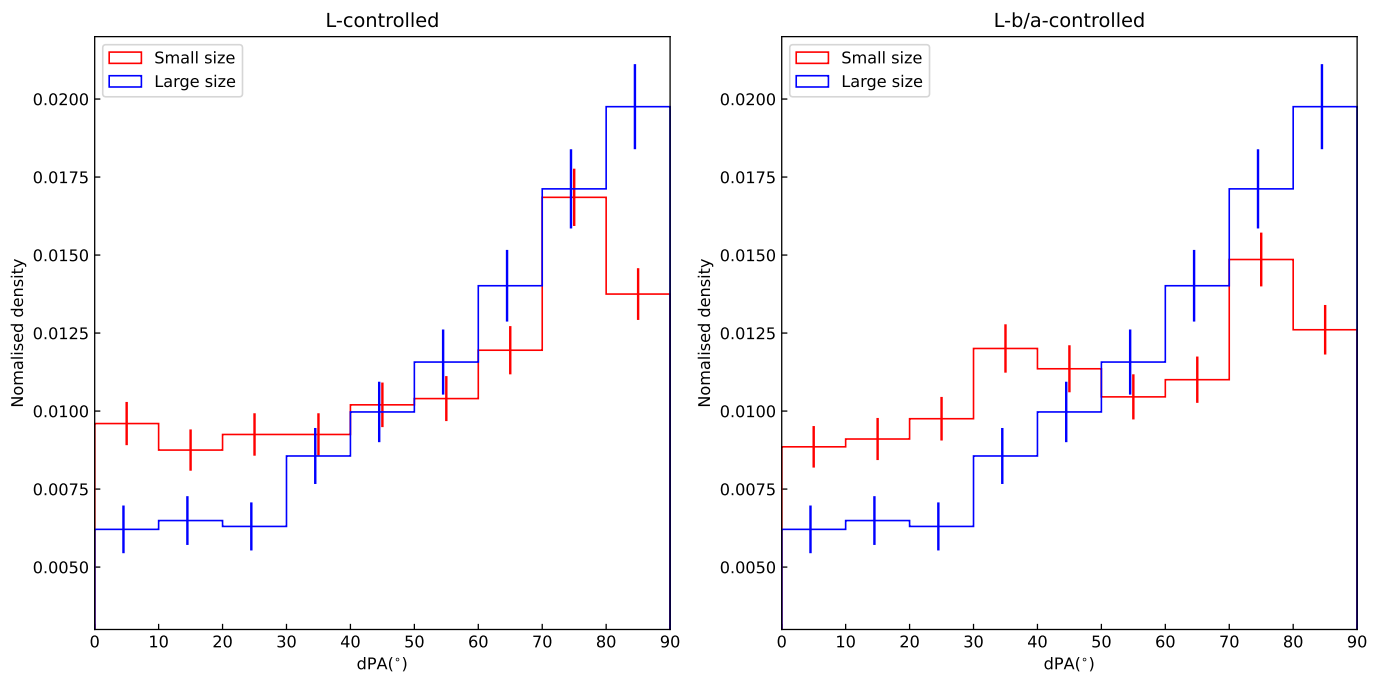 L-controlled
Small size
Large size
0.0200
0.0175
0.0150
0.0125
0.0100
0.0075
0.0050
Nomalised density
0 10 20 30 40 50 60 70 80 90
dPA(°)
L-b/a-controlled
Small size
Large size
0.0200
0.0175
0.0150
0.0125
0.0100
0.0075
0.0050
Nomalised density
0 10 20 30 40 50 60 70 80 90
dPA(°)